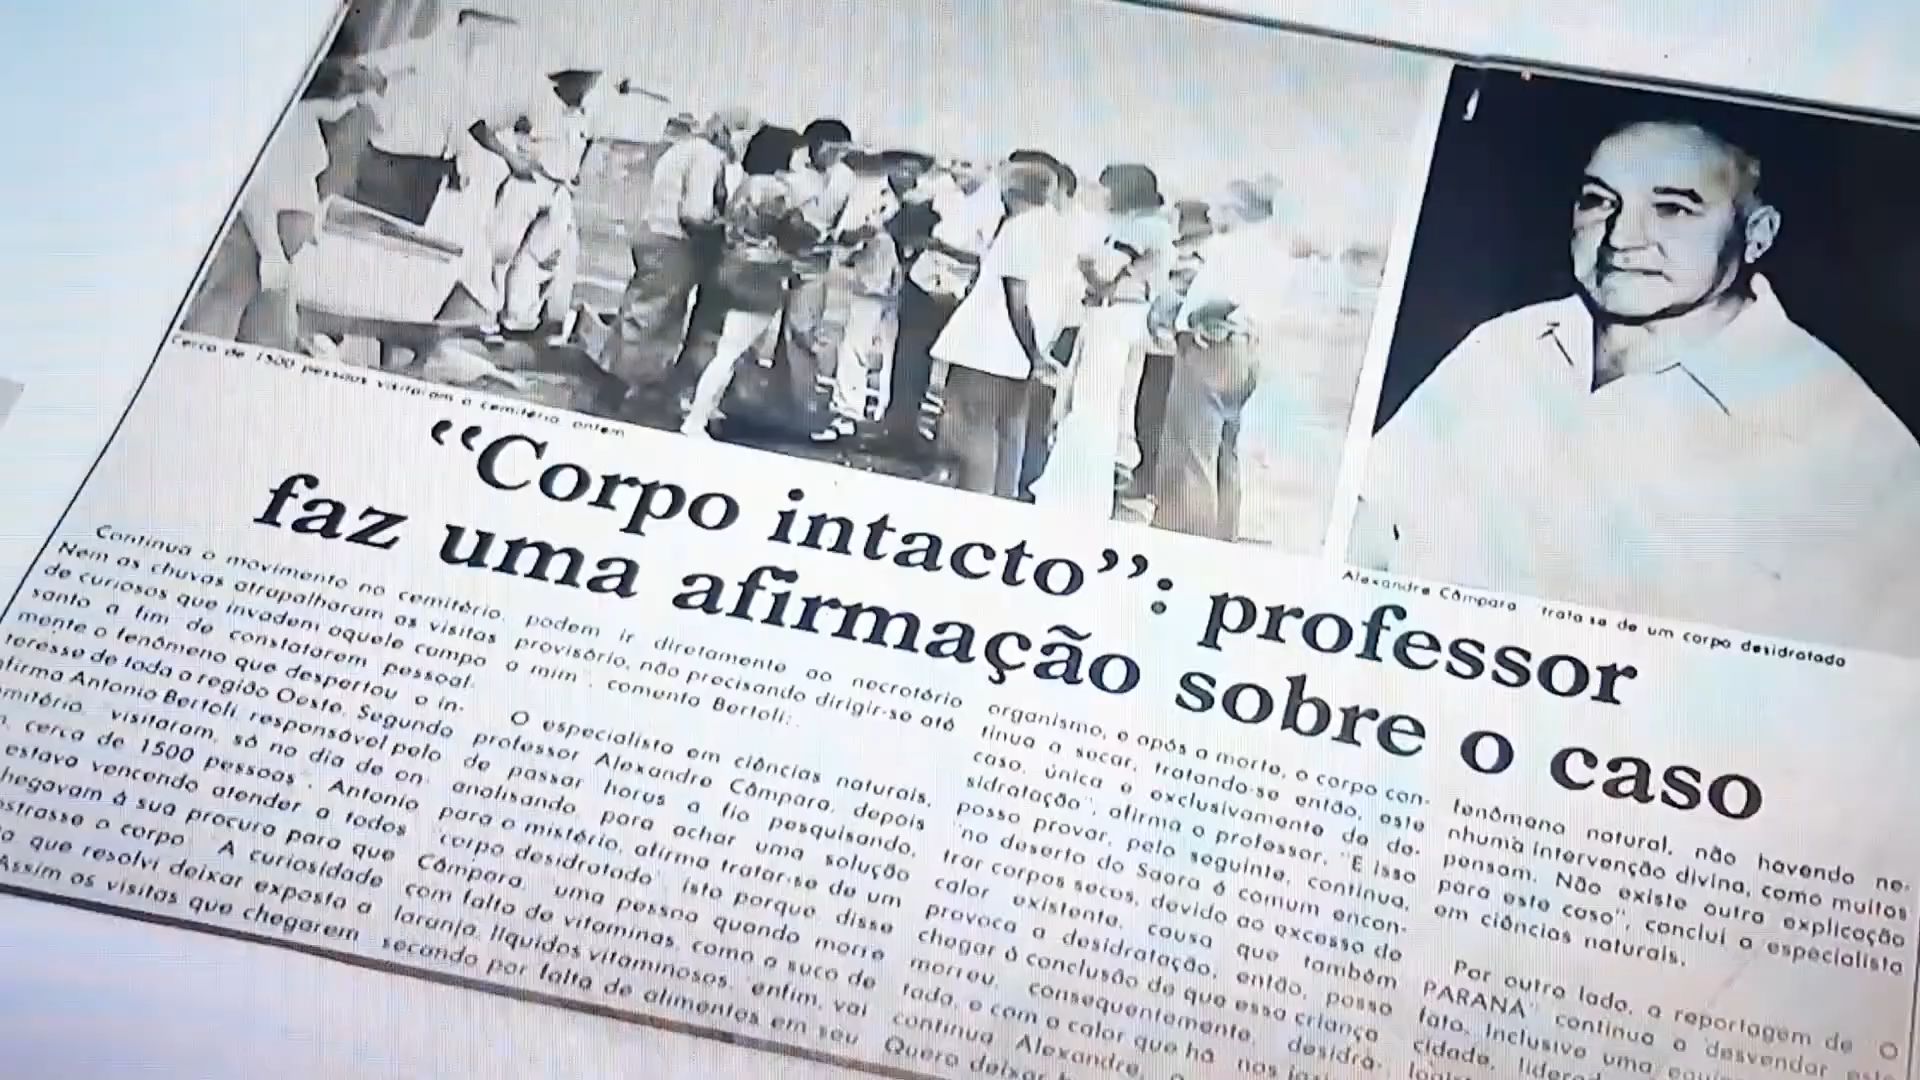 Cerca de 1500 pessoas visitaram o cemitério ontem
Alexandre Câmpara trata se de um corpo desidratado
“Corpo intacto”: professor
faz uma afirmação sobre o caso
Continua o movimento no cemitério.
Nem as chuvas atrapalharam as visitas
de curiosos que invadem aquele campo
santo a fim de constatarem pessoal.
mente o fenômeno que despertou o in-
terêsse de toda a região Oeste. Segundo
afirma Antonio Bertoli, responsável pelo
visitaram, só no dia de on
cerca de 1500 pessoas". Antonio
estava vencendo atender a todos
chegavam à sua procura para que
o corpo A curiosidade
que resolvi deixar exposta a
Assim os visitas que chegarem
podem ir diretamente ao necrotério
provisório, não precisando dirigir-se até
a mim", comenta Bertoli:.
O especialista em ciências naturais,
professor Alexandre Câmpara, depois
de passar horus a fio pesquisando,
analisando, para achar uma solução
para o mistério, afirma tratar-se de um
"corpo desidratado" isto porque disse
Câmpara, "uma pessoa quando morre
com falta de vitaminas, como a suco de
laranja, líquidos vitaminosos, enfim, vai
secando por falta de alimentos em seu
organismo, e após a morte, o corpo con-
tinua a secar, tratando-se então, este
caso, única e exclusivamente de de-
sidratação", afirma o professor. "E isso
posso provar, pelo seguinte, continua,
"no deserto do Saara é comum encon-
trar corpos secos, devido ao excesso de
calor existente, causa que também
provoca a desidratação, então, posso
chegar à conclusão de que essa criança
morreu, consequentemente, desidra-
tada, e com o calor que há nos
continua Alexandre,
Quero deixar
fenômeno natural, não havendo ne-
nhuma intervenção divina, como muitos
pensam. Não existe outra explicação
para este caso", conclui o especialista
em ciências naturais.
Por outro lado, a reportagem de "O
PARANÁ" continua a desvendar este
fato. Inclusive uma
cidade,